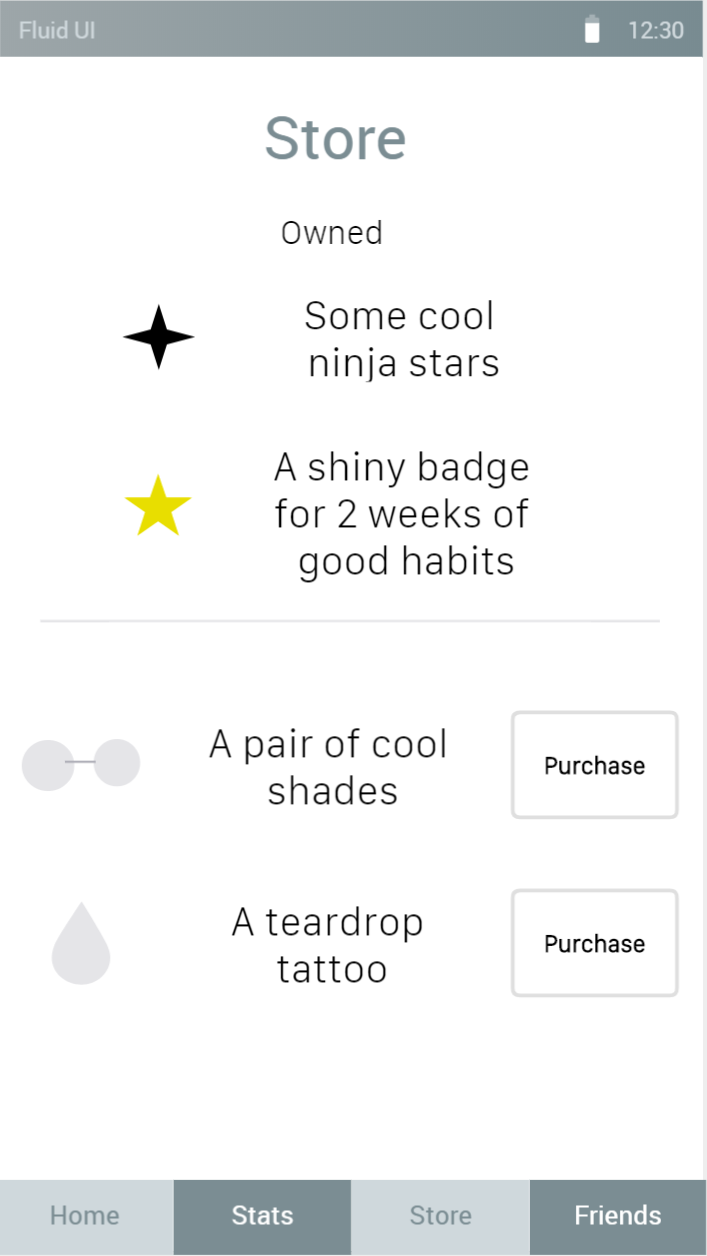 Fluid UI 12:30
Store
Owned
Some cool
ninja stars
A shiny badge
for 2 weeks of
good habits
A pair of cool
shades
Purchase
A teardrop
tattoo
Purchase
Home Stats Store Friends